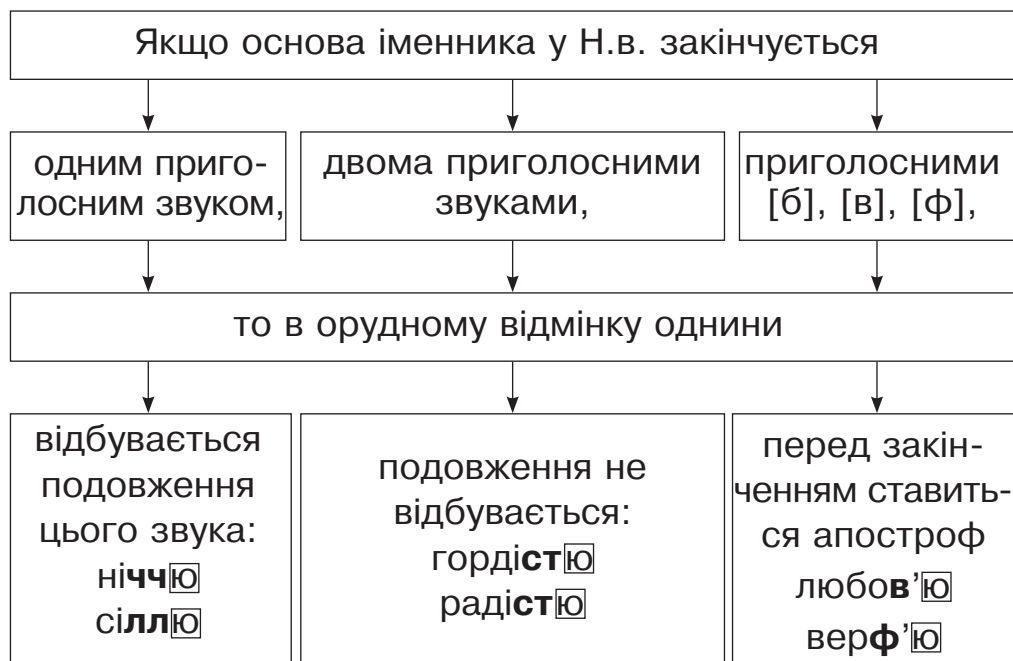 Якщо основа іменника у Н.в. закінчується
одним приго-
лосним звуком,
двома приголосними
звуками,
приголосними
[б], [в], [ф],
то в орудному відмінку однини
відбувається
подовження
цього звука:
ніччю
сіллю
подовження не
відбувається:
гордістю
радістю
перед закін-
ченням ставить-
ся апостроф
любов’ю
верф’ю